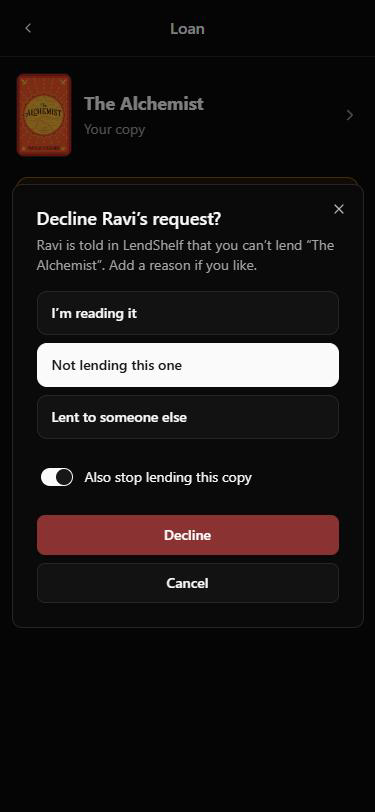 Loan
The
ALCHEMIST
The Alchemist
Your copy
Decline Ravi’s request?
Ravi is told in LendShelf that you can’t lend “The
Alchemist”. Add a reason if you like.
I’m reading it
Not lending this one
Lent to someone else
Also stop lending this copy
Decline
Cancel